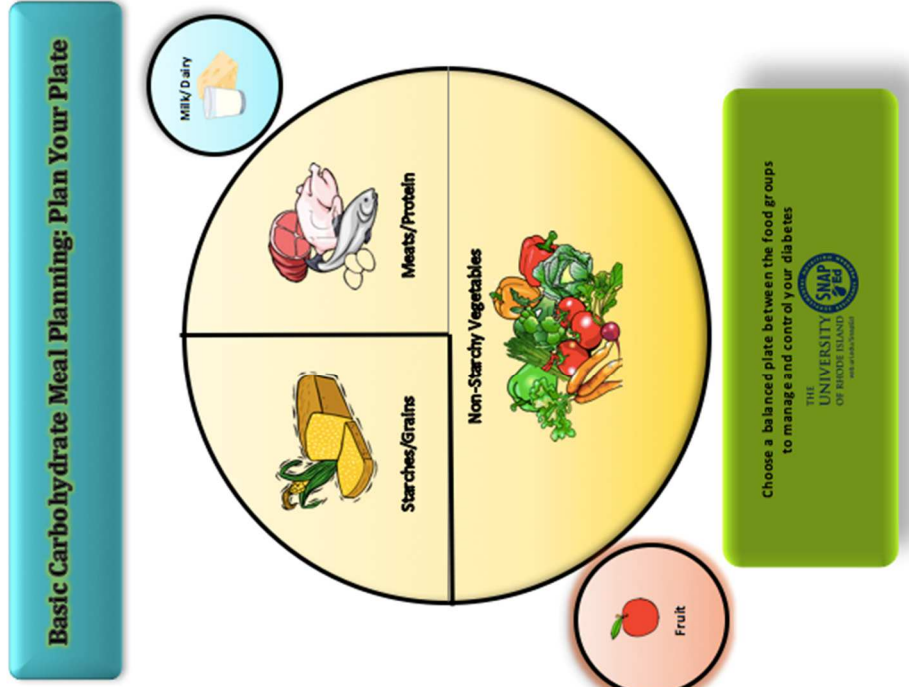 Basic Carbohydrate Meal Planning: Plan Your Plate
Milk/Dairy
Starches/Grains
Meats/Protein
Non-Starchy Vegetables
Fruit
Choose a balanced plate between the food groups
to manage and control your diabetes
THE
UNIVERSITY
OF RHODE ISLAND
SNAP
Ed